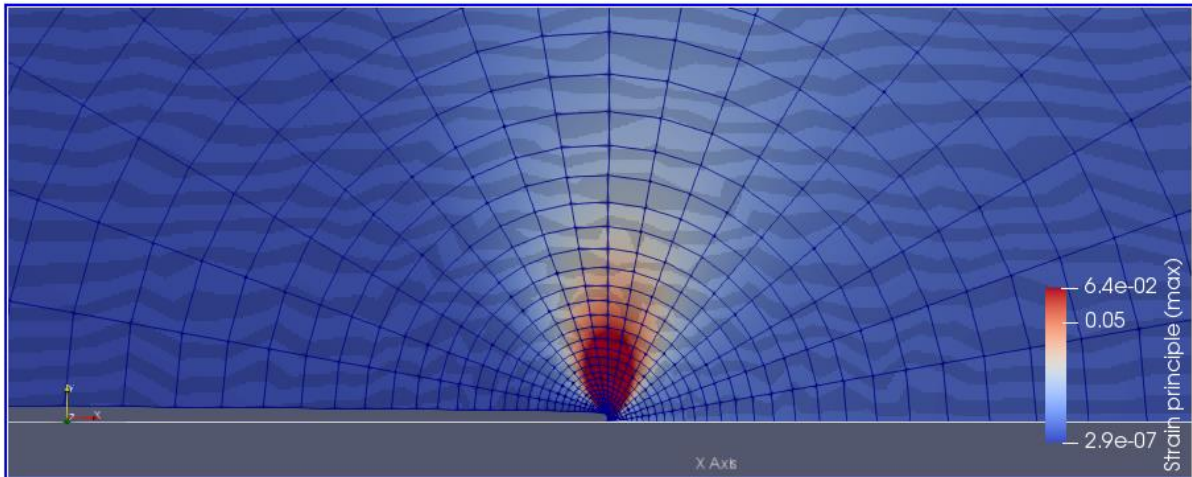 6.4e-02
0.05
2.9e-07
Strain principle (max)
Y
X
Z
X Axis